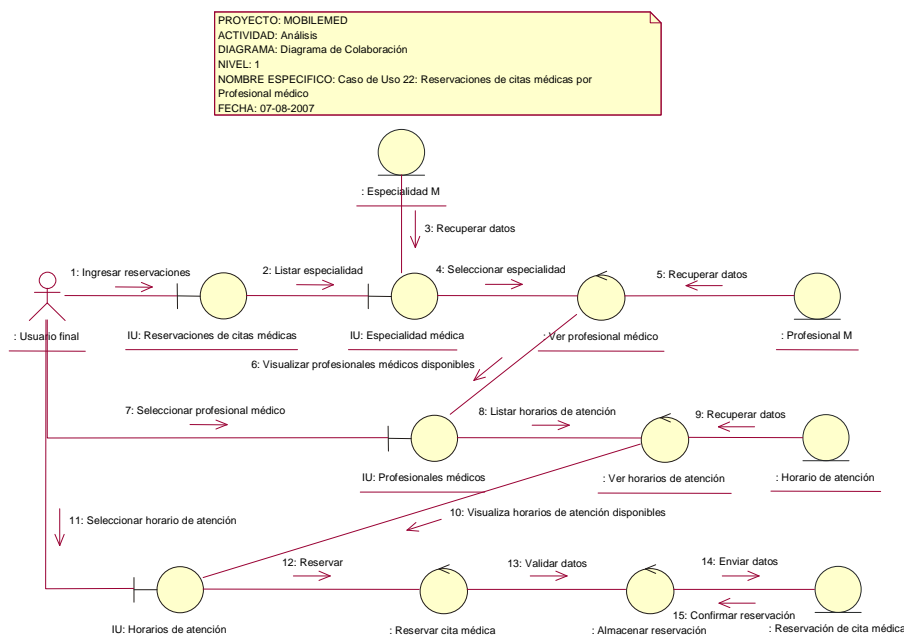 PROYECTO: MOBILEMED
ACTIVIDAD: Análisis
DIAGRAMA: Diagrama de Colaboración
NIVEL: 1
NOMBRE ESPECIFICO: Caso de Uso 22: Reservaciones de citas médicas por
Profesional médico
FECHA: 07-08-2007
: Especialidad M
3: Recuperar datos
1: Ingresar reservaciones
2: Listar especialidad
4: Seleccionar especialidad
5: Recuperar datos
: Usuario final
IU: Reservaciones de citas médicas
IU: Especialidad médica
: Ver profesional médico
: Profesional M
6: Visualizar profesionales médicos disponibles
7: Seleccionar profesional médico
8: Listar horarios de atención
9: Recuperar datos
IU: Profesionales médicos
: Ver horarios de atención
: Horario de atención
11: Seleccionar horario de atención
10: Visualiza horarios de atención disponibles
12: Reservar
13: Validar datos
14: Enviar datos
15: Confirmar reservación
IU: Horarios de atención
: Reservar cita médica
: Almacenar reservación
: Reservación de cita médica